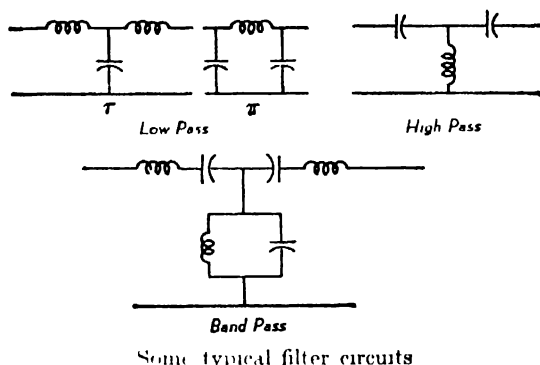 T
π
Low Pass
High Pass
Band Pass
Some typical filter circuits